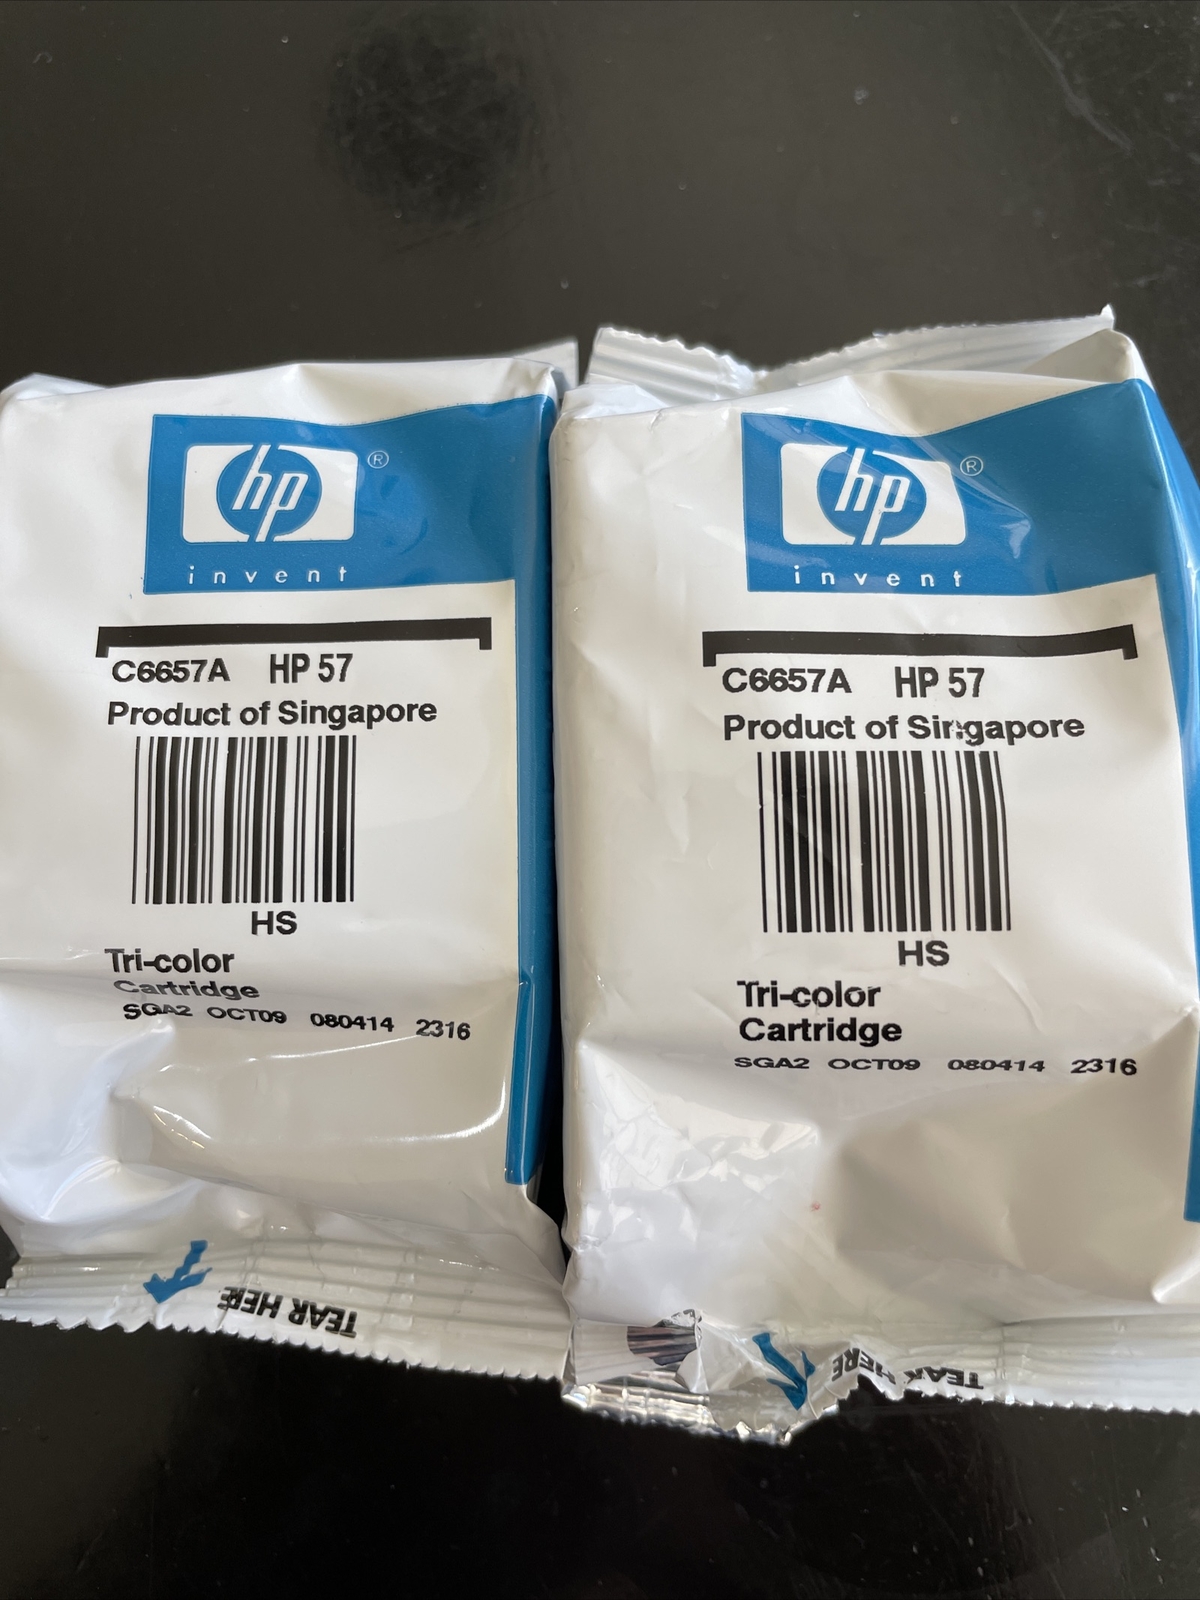 hp ®
invent
C6657A HP 57
Product of Singapore
HS
Tri-color
Cartridge
SGA2 OCT09 080414 2316
TEAR HERE
hp ®
invent
C6657A HP 57
Product of Singapore
HS
Tri-color
Cartridge
SGA2 OCT09 080414 2316
TEAR HERE